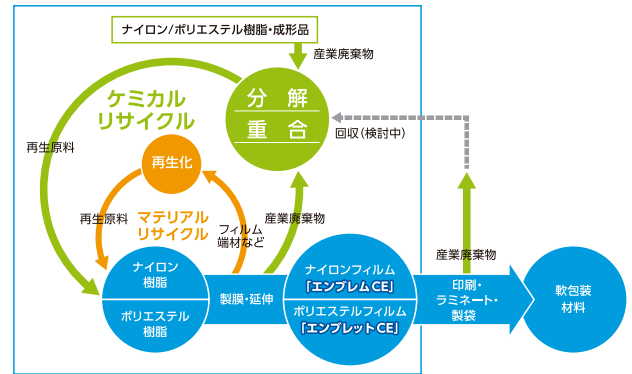 ナイロン/ポリエステル樹脂・成形品
産業廃棄物
分解
重合
ケミカル
リサイクル
回収(検討中)
再生原料
再生化
再生原料
マテリアル
リサイクル
フィルム
端材など
産業廃棄物
産業廃棄物
ナイロン
樹脂
ポリエステル
樹脂
製膜・延伸
ナイロンフィルム
「エンブレムCE」
ポリエステルフィルム
「エンブレットCE」
印刷・
ラミネート・
製袋
軟包装
材料